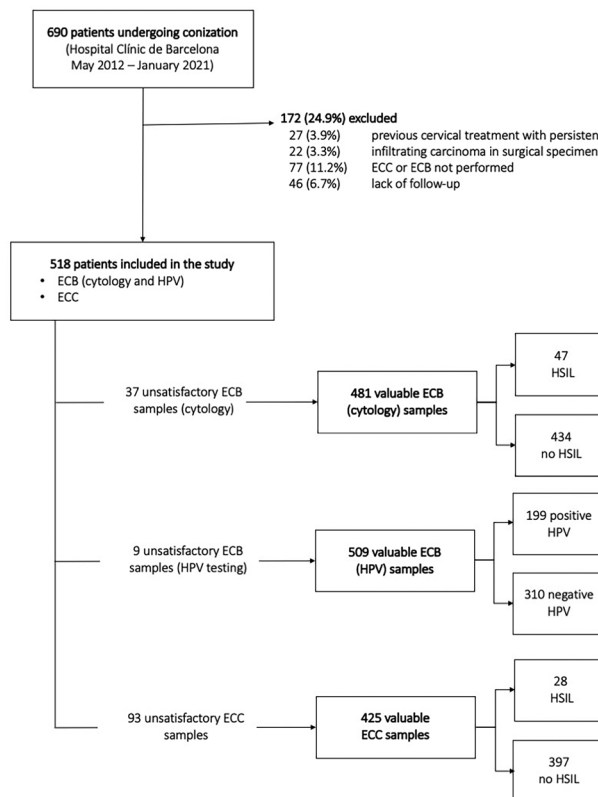 690 patients undergoing conization
(Hospital Clínic de Barcelona
May 2012 – January 2021)
172 (24.9%) excluded
27 (3.9%) previous cervical treatment with persisten
22 (3.3%) infiltrating carcinoma in surgical specimen
77 (11.2%) ECC or ECB not performed
46 (6.7%) lack of follow-up
518 patients included in the study
• ECB (cytology and HPV)
• ECC
37 unsatisfactory ECB
samples (cytology)
481 valuable ECB
(cytology) samples
47
HSIL
434
no HSIL
9 unsatisfactory ECB
samples (HPV testing)
509 valuable ECB
(HPV) samples
199 positive
HPV
310 negative
HPV
93 unsatisfactory ECC
samples
425 valuable
ECC samples
28
HSIL
397
no HSIL